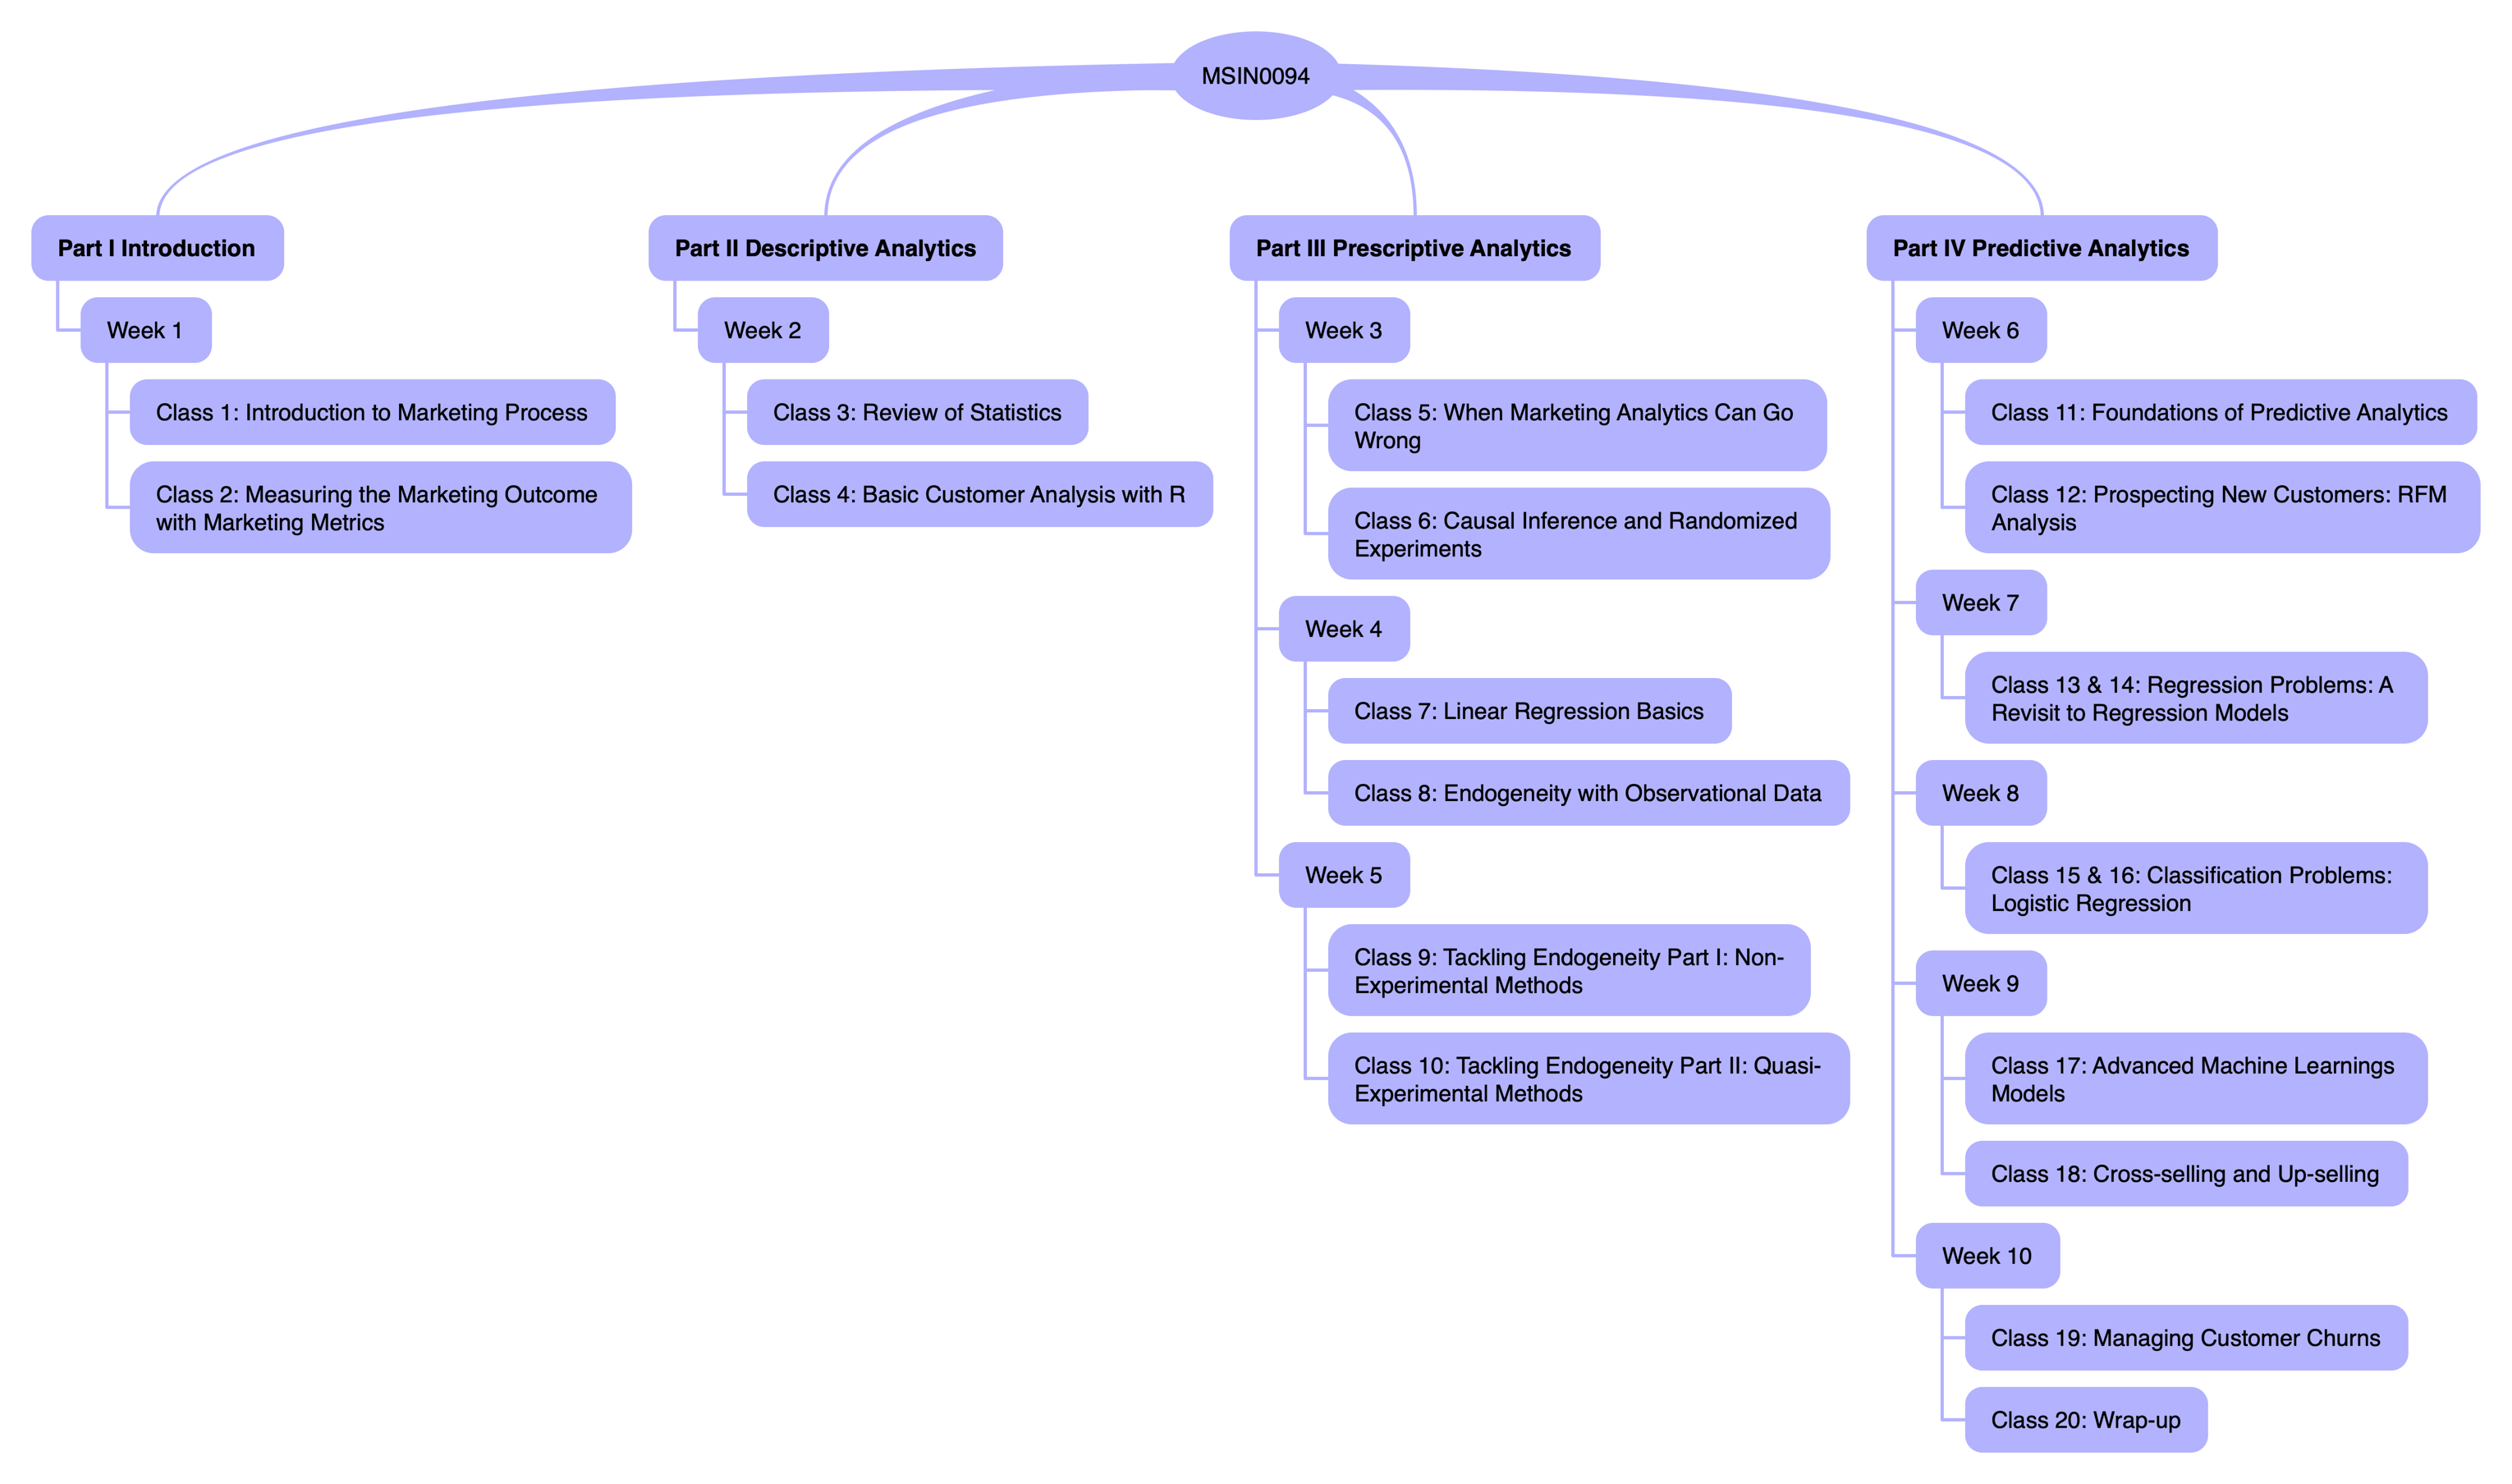 MSIN0094
Part I Introduction
Week 1
Class 1: Introduction to Marketing Process
Class 2: Measuring the Marketing Outcome
with Marketing Metrics
Part II Descriptive Analytics
Week 2
Class 3: Review of Statistics
Class 4: Basic Customer Analysis with R
Part III Prescriptive Analytics
Week 3
Class 5: When Marketing Analytics Can Go
Wrong
Class 6: Causal Inference and Randomized
Experiments
Week 4
Class 7: Linear Regression Basics
Class 8: Endogeneity with Observational Data
Week 5
Class 9: Tackling Endogeneity Part I: Non-
Experimental Methods
Class 10: Tackling Endogeneity Part II: Quasi-
Experimental Methods
Part IV Predictive Analytics
Week 6
Class 11: Foundations of Predictive Analytics
Class 12: Prospecting New Customers: RFM
Analysis
Week 7
Class 13 & 14: Regression Problems: A
Revisit to Regression Models
Week 8
Class 15 & 16: Classification Problems:
Logistic Regression
Week 9
Class 17: Advanced Machine Learnings
Models
Class 18: Cross-selling and Up-selling
Week 10
Class 19: Managing Customer Churns
Class 20: Wrap-up